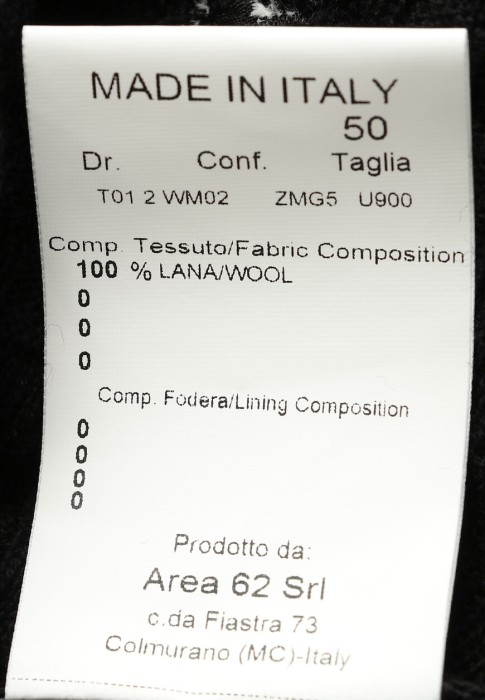 MADE IN ITALY
50
Dr. Conf. Taglia
T01 2 WM02 ZMG5 U900
Comp. Tessuto/Fabric Composition
100 % LANA/WOOL
0
0
0
Comp. Fodera/Lining Composition
0
0
0
0
Prodotto da:
Area 62 Srl
c.da Fiastra 73
Colmurano (MC)-Italy